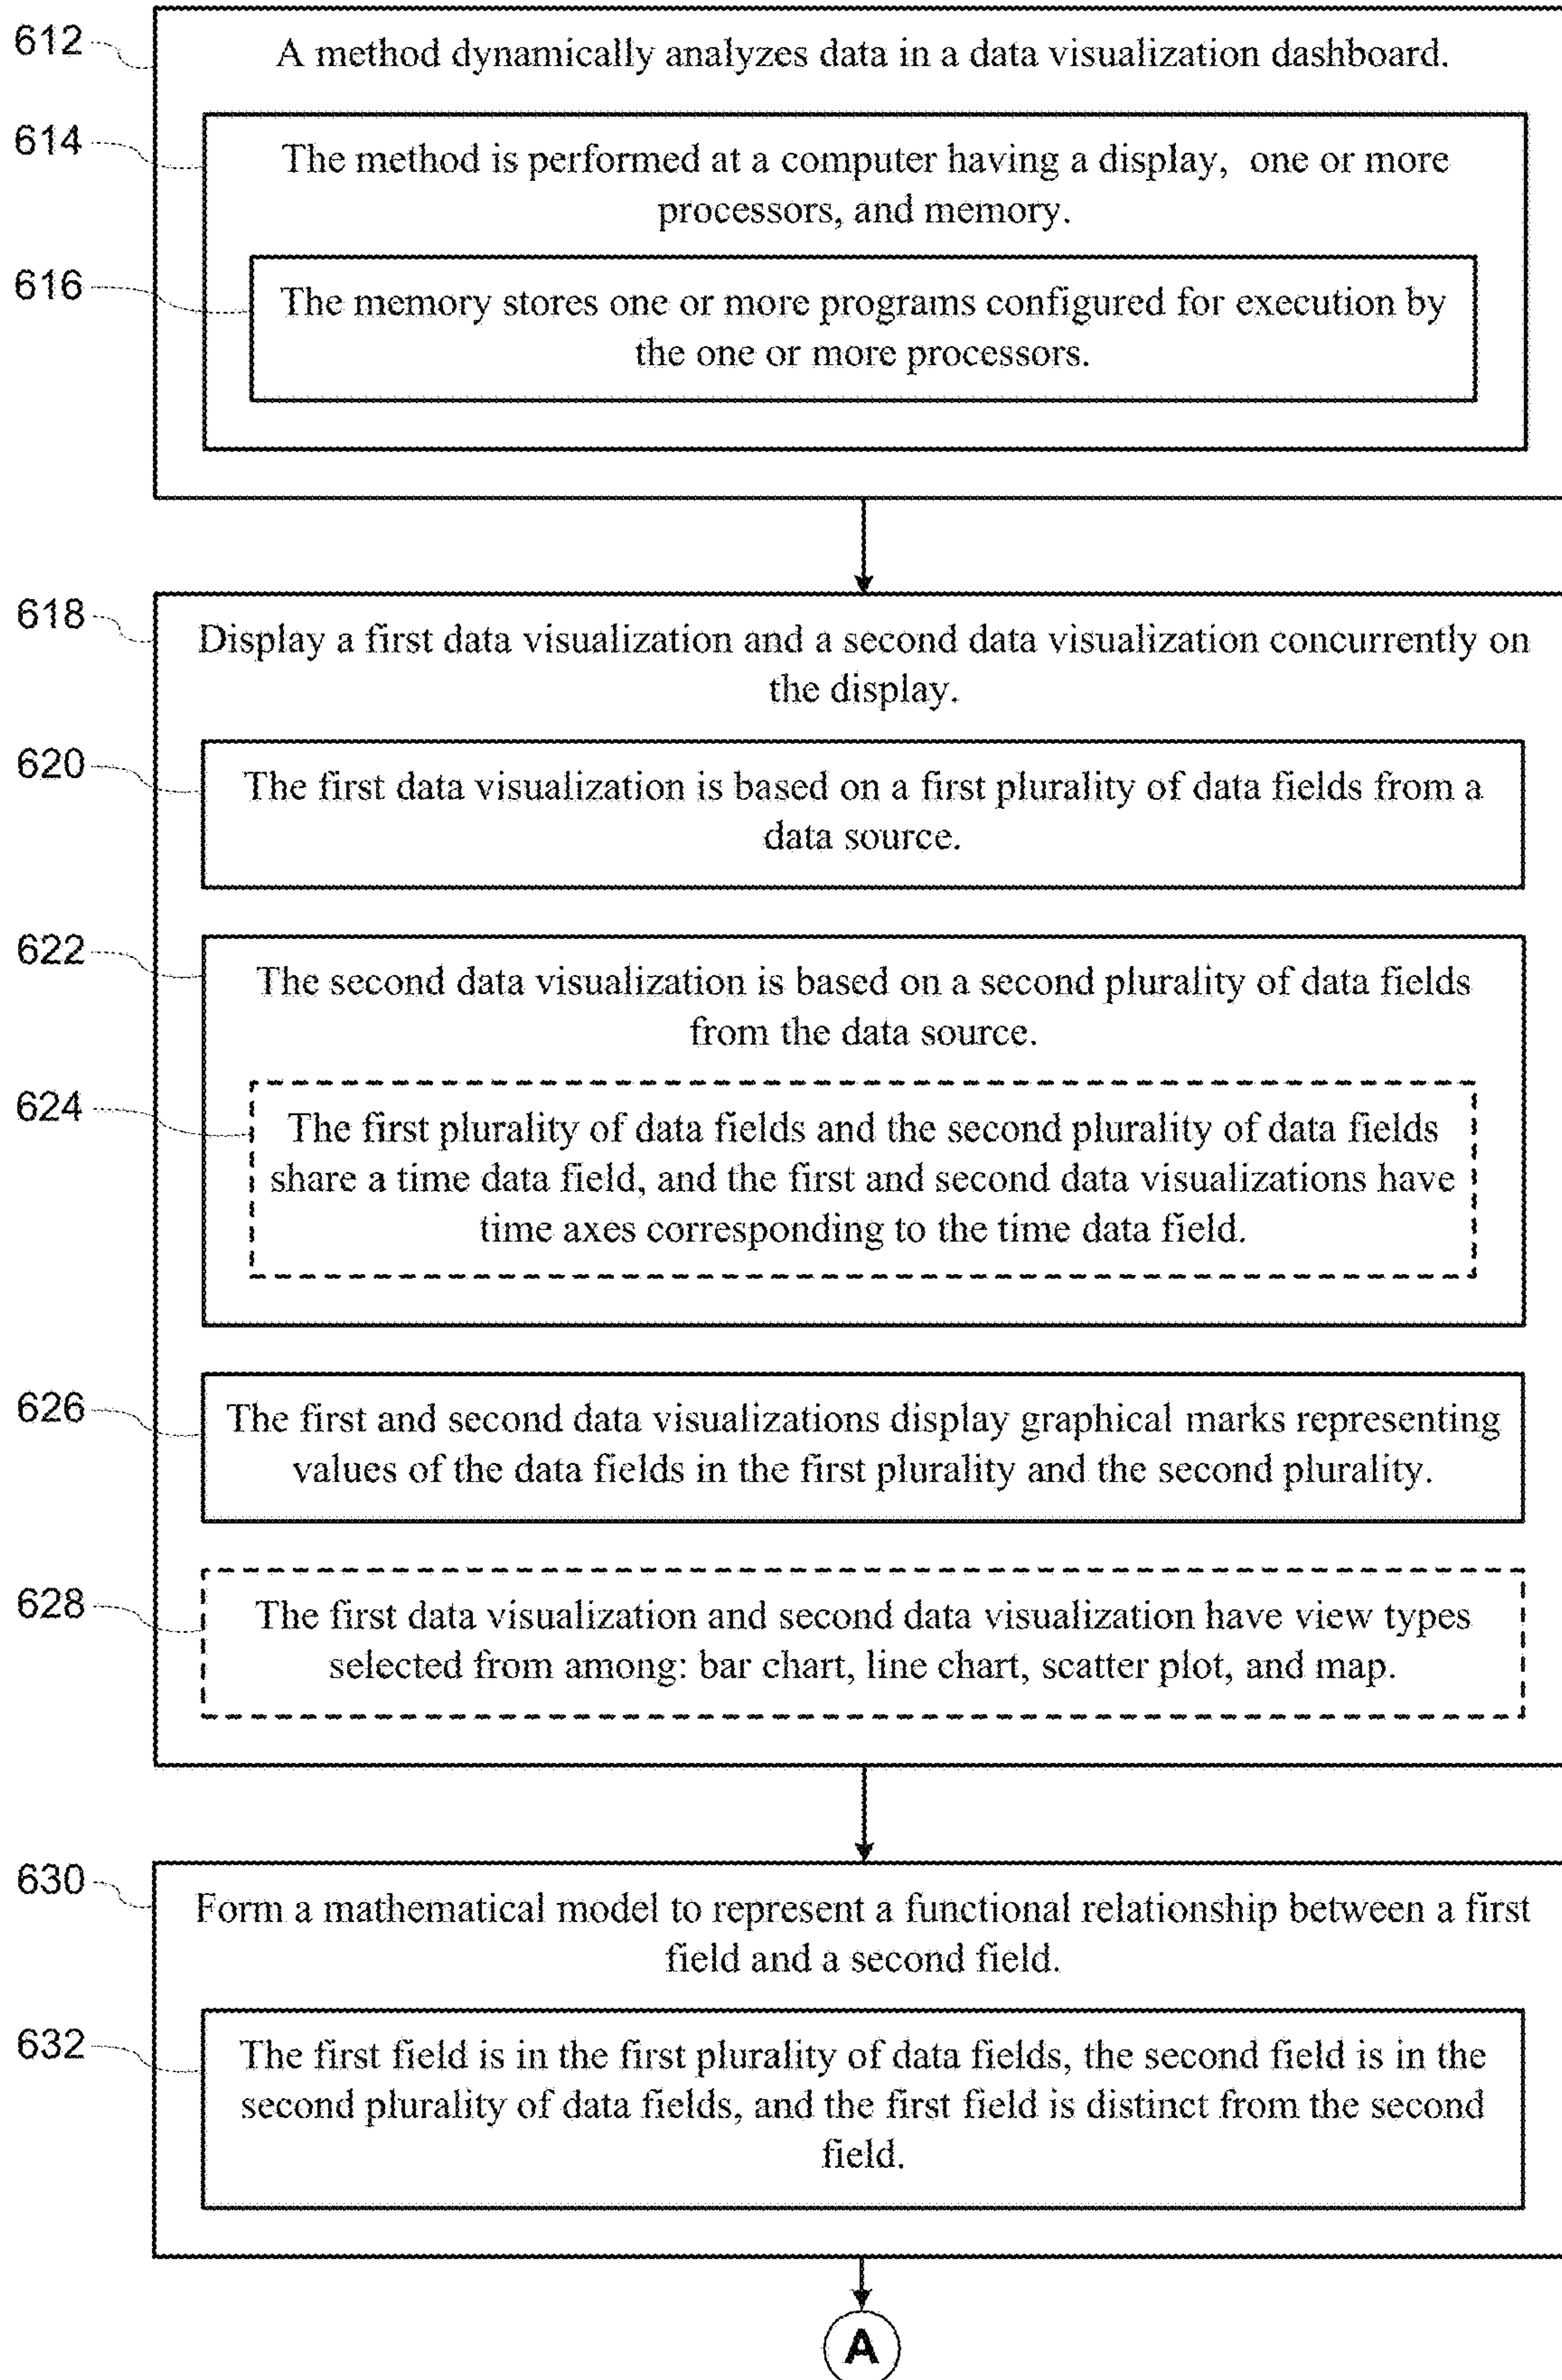 612
A method dynamically analyzes data in a data visualization dashboard.
614
The method is performed at a computer having a display, one or more
processors, and memory.
616
The memory stores one or more programs configured for execution by
the one or more processors.
618
Display a first data visualization and a second data visualization concurrently on
the display.
620
The first data visualization is based on a first plurality of data fields from a
data source.
622
The second data visualization is based on a second plurality of data fields
from the data source.
624
The first plurality of data fields and the second plurality of data fields
share a time data field, and the first and second data visualizations have
time axes corresponding to the time data field.
626
The first and second data visualizations display graphical marks representing
values of the data fields in the first plurality and the second plurality.
628
The first data visualization and second data visualization have view types
selected from among: bar chart, line chart, scatter plot, and map.
630
Form a mathematical model to represent a functional relationship between a first
field and a second field.
632
The first field is in the first plurality of data fields, the second field is in the
second plurality of data fields, and the first field is distinct from the second
field.
A